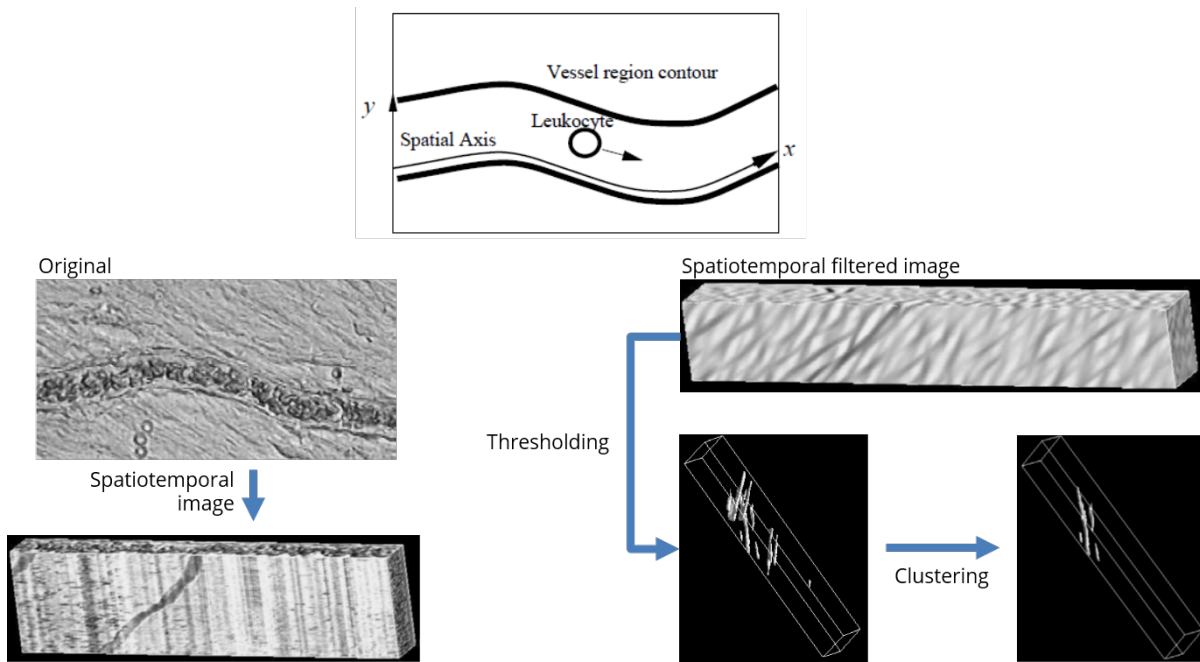 Vessel region contour
y
Leukocyte
Spatial Axis
x
Original
Spatiotemporal
image
Spatiotemporal filtered image
Thresholding
Clustering